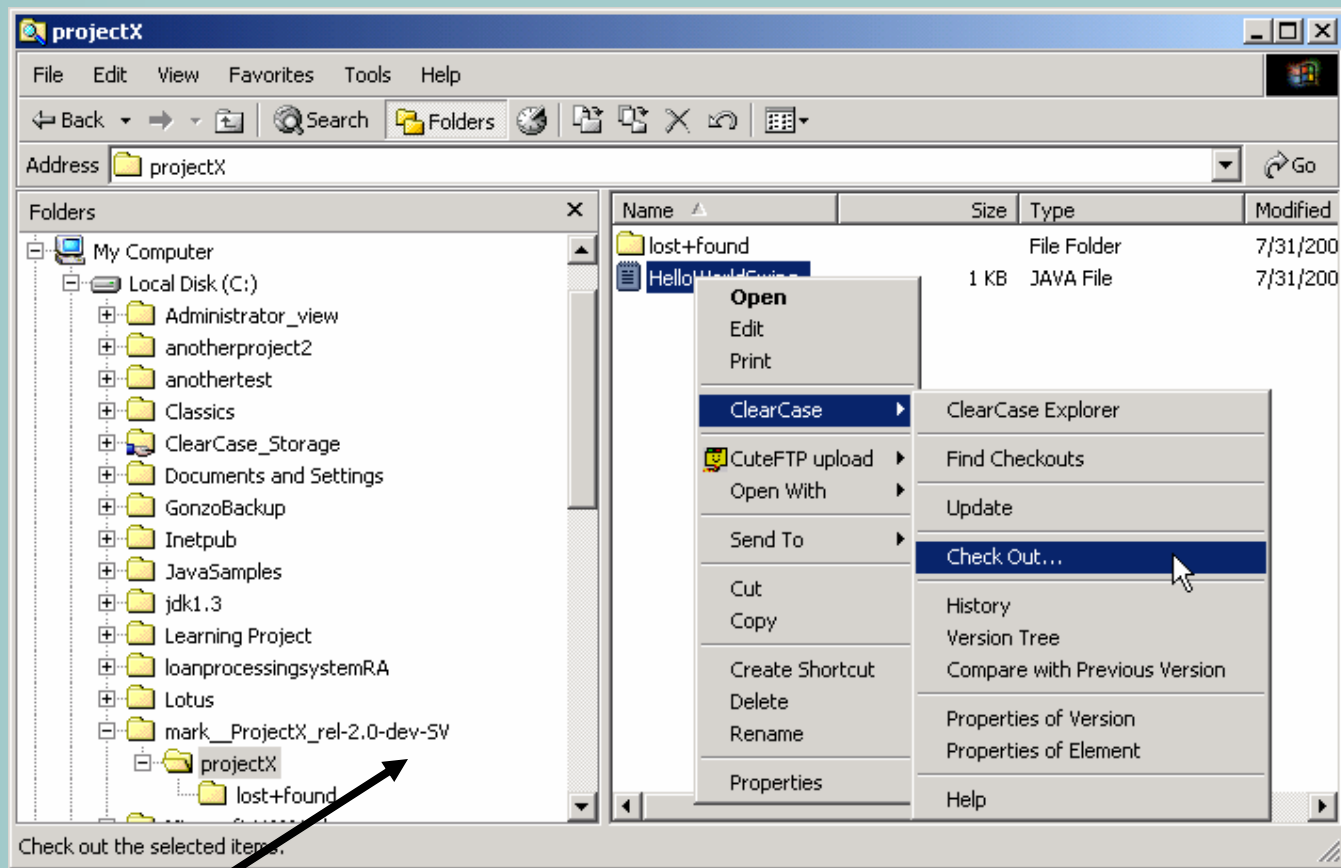 projectX
File Edit View Favorites Tools Help
Back Search Folders
Address projectX Go
Folders
My Computer
Local Disk (C:)
Administrator_view
anotherproject2
anothertest
Classics
ClearCase_Storage
Documents and Settings
GonzoBackup
Inetpub
JavaSamples
jdk1.3
Learning Project
loanprocessingsystemRA
Lotus
mark__ProjectX_rel-2.0-dev-SV
projectX
lost+found
Name Size Type Modified
lost+found File Folder 7/31/200
1 KB JAVA File 7/31/200
Open
Edit
Print
ClearCase
CuteFTP upload
Open With
Send To
Cut
Copy
Create Shortcut
Delete
Rename
Properties
ClearCase Explorer
Find Checkouts
Update
Check Out...
History
Version Tree
Compare with Previous Version
Properties of Version
Properties of Element
Help
Check out the selected items.